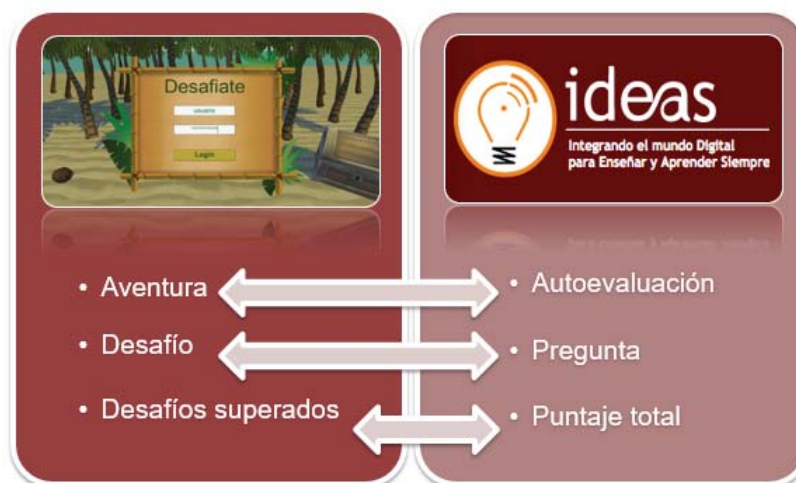 Desafiate
Login
ideas
Integrando el mundo Digital
para Enseñar y Aprender Siempre
• Aventura
• Desafío
• Desafíos superados
• Autoevaluación
• Pregunta
• Puntaje total